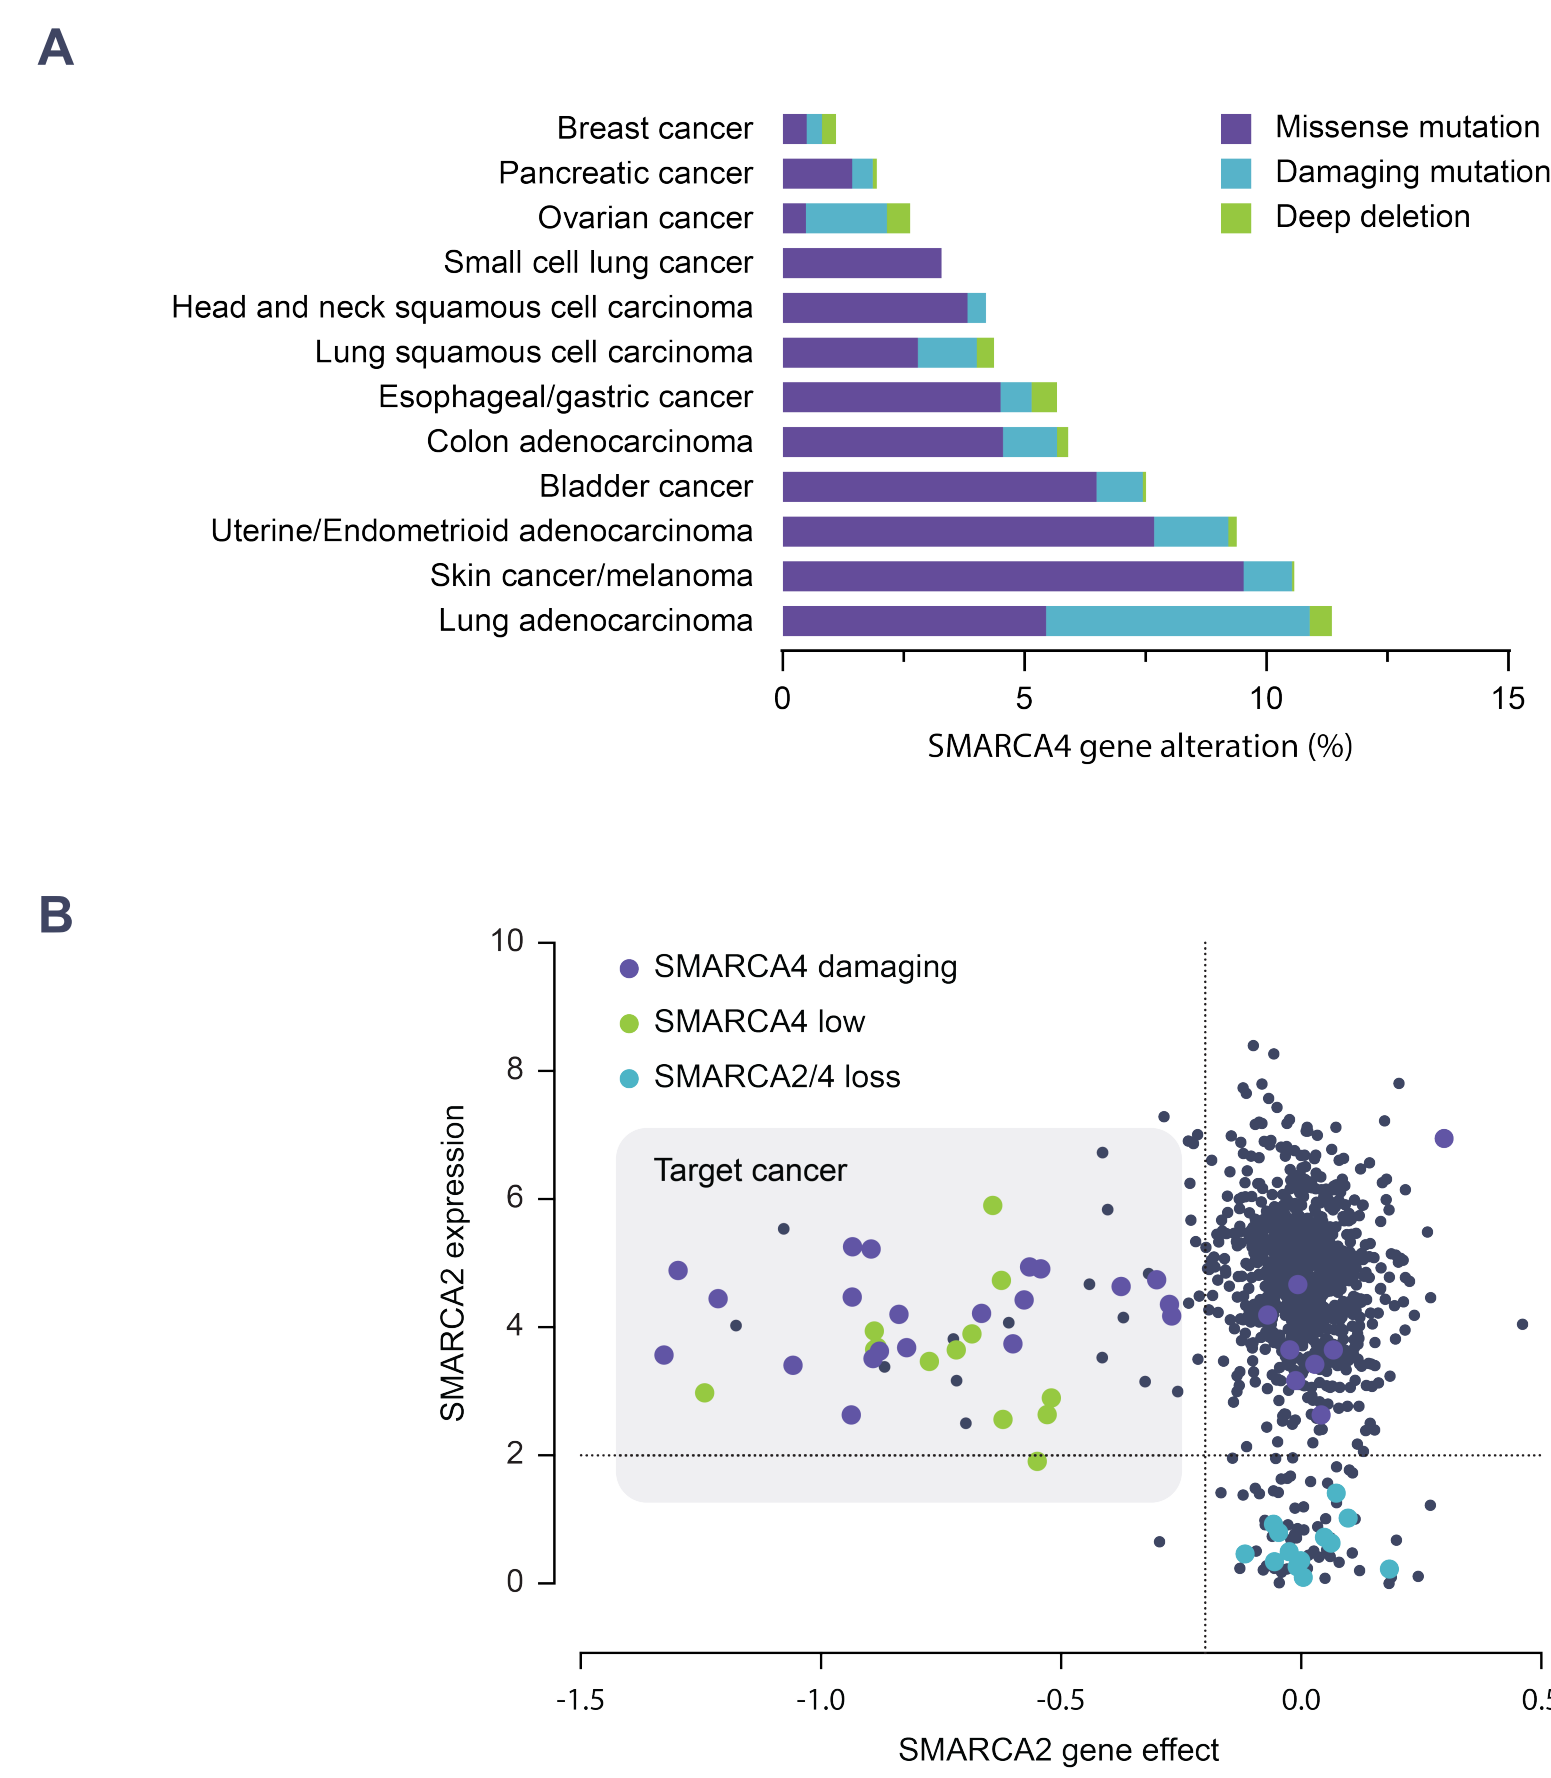 A
Breast cancer
Pancreatic cancer
Ovarian cancer
Small cell lung cancer
Head and neck squamous cell carcinoma
Lung squamous cell carcinoma
Esophageal/gastric cancer
Colon adenocarcinoma
Bladder cancer
Uterine/Endometrioid adenocarcinoma
Skin cancer/melanoma
Lung adenocarcinoma
Missense mutation
Damaging mutation
Deep deletion
0 5 10 15
SMARCA4 gene alteration (%)
B
10
8
6
4
2
0
SMARCA2 expression
SMARCA4 damaging
SMARCA4 low
SMARCA2/4 loss
Target cancer
-1.5 -1.0 -0.5 0.0 0.5
SMARCA2 gene effect